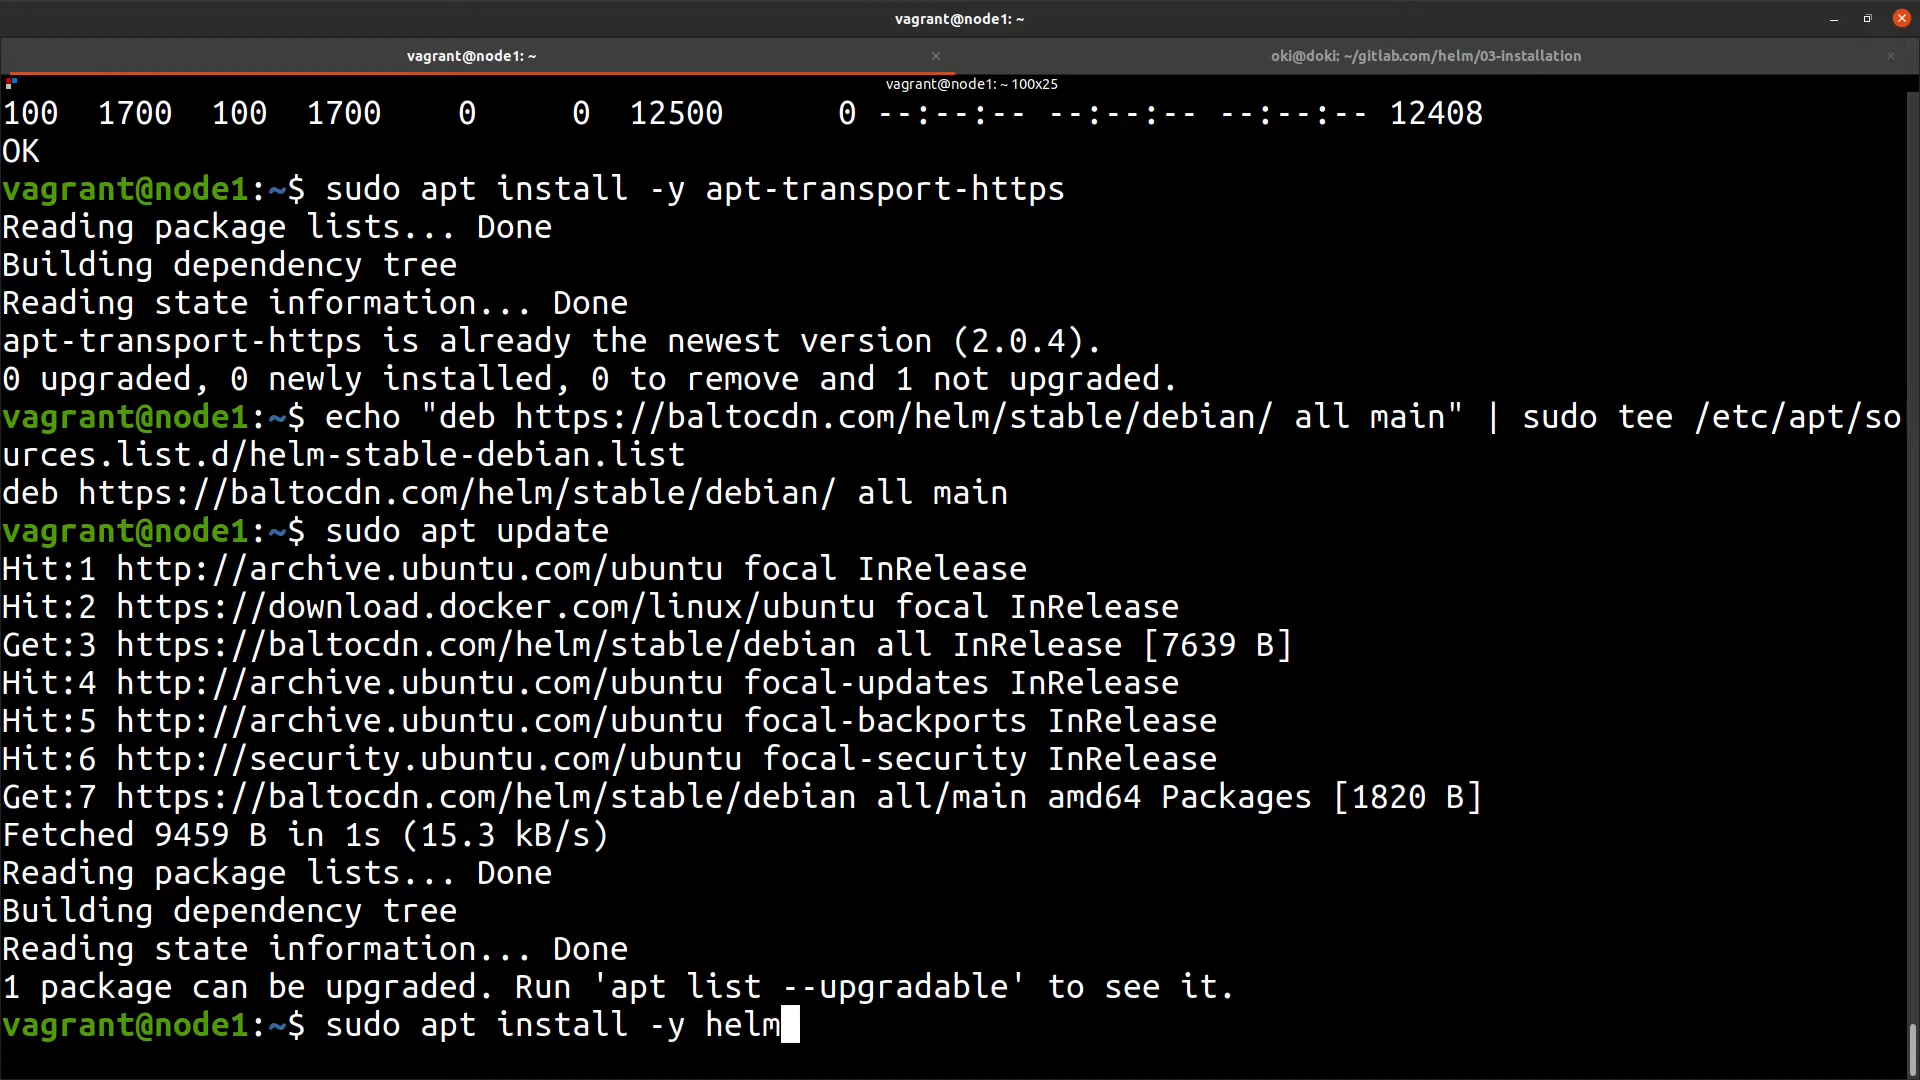 vagrant@node1: ~
vagrant@node1: ~
oki@doki: ~/gitlab.com/helm/03-installation
vagrant@node1: ~ 100x25
100  1700  100  1700    0     0  12500      0 --:--:-- --:--:-- --:--:-- 12408
OK
vagrant@node1:~$ sudo apt install -y apt-transport-https
Reading package lists... Done
Building dependency tree
Reading state information... Done
apt-transport-https is already the newest version (2.0.4).
0 upgraded, 0 newly installed, 0 to remove and 1 not upgraded.
vagrant@node1:~$ echo "deb https://baltocdn.com/helm/stable/debian/ all main" | sudo tee /etc/apt/so
urces.list.d/helm-stable-debian.list
deb https://baltocdn.com/helm/stable/debian/ all main
vagrant@node1:~$ sudo apt update
Hit:1 http://archive.ubuntu.com/ubuntu focal InRelease
Hit:2 https://download.docker.com/linux/ubuntu focal InRelease
Get:3 https://baltocdn.com/helm/stable/debian all InRelease [7639 B]
Hit:4 http://archive.ubuntu.com/ubuntu focal-updates InRelease
Hit:5 http://archive.ubuntu.com/ubuntu focal-backports InRelease
Hit:6 http://security.ubuntu.com/ubuntu focal-security InRelease
Get:7 https://baltocdn.com/helm/stable/debian all/main amd64 Packages [1820 B]
Fetched 9459 B in 1s (15.3 kB/s)
Reading package lists... Done
Building dependency tree
Reading state information... Done
1 package can be upgraded. Run 'apt list --upgradable' to see it.
vagrant@node1:~$ sudo apt install -y helm